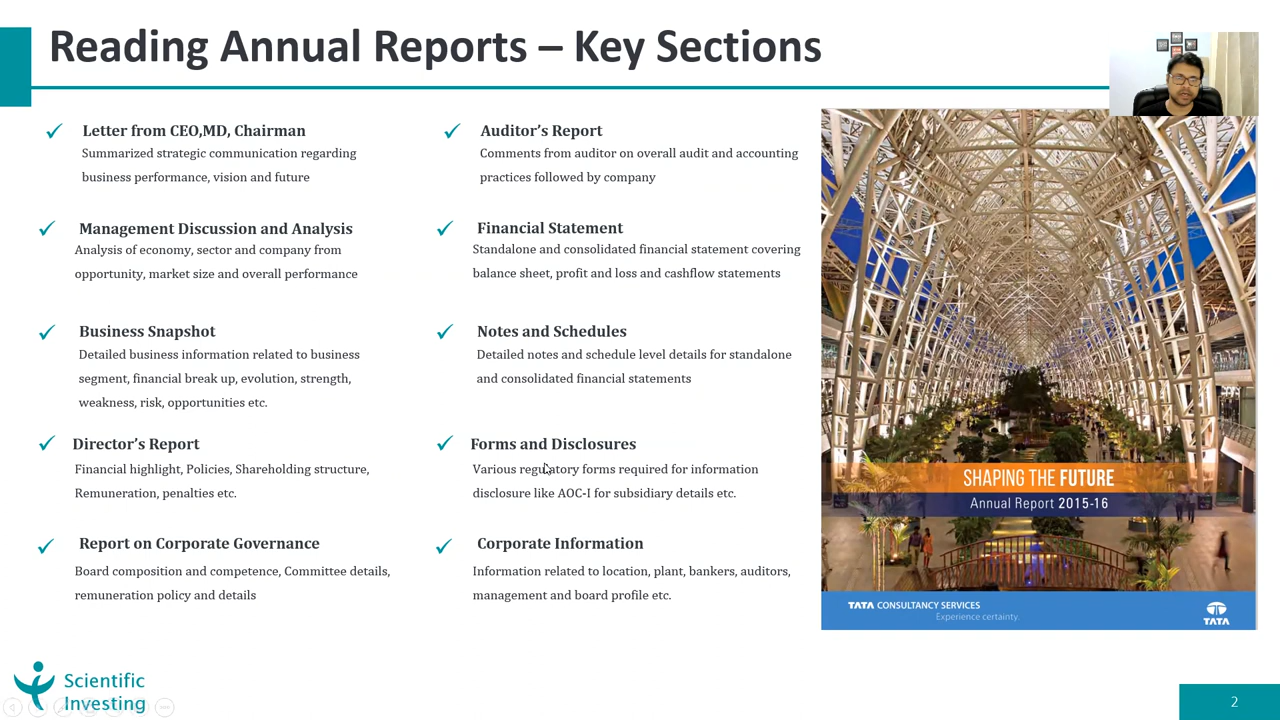 Reading Annual Reports – Key Sections
Letter from CEO,MD, Chairman
Summarized strategic communication regarding
business performance, vision and future
Management Discussion and Analysis
Analysis of economy, sector and company from
opportunity, market size and overall performance
Business Snapshot
Detailed business information related to business
segment, financial break up, evolution, strength,
weakness, risk, opportunities etc.
Director’s Report
Financial highlight, Policies, Shareholding structure,
Remuneration, penalties etc.
Report on Corporate Governance
Board composition and competence, Committee details,
remuneration policy and details
Auditor’s Report
Comments from auditor on overall audit and accounting
practices followed by company
Financial Statement
Standalone and consolidated financial statement covering
balance sheet, profit and loss and cashflow statements
Notes and Schedules
Detailed notes and schedule level details for standalone
and consolidated financial statements
Forms and Disclosures
Various regulatory forms required for information
disclosure like AOC-I for subsidiary details etc.
Corporate Information
Information related to location, plant, bankers, auditors,
management and board profile etc.
SHAPING THE FUTURE
Annual Report 2015-16
TATA CONSULTANCY SERVICES
Experience certainty.
TATA
Scientific
Investing
2